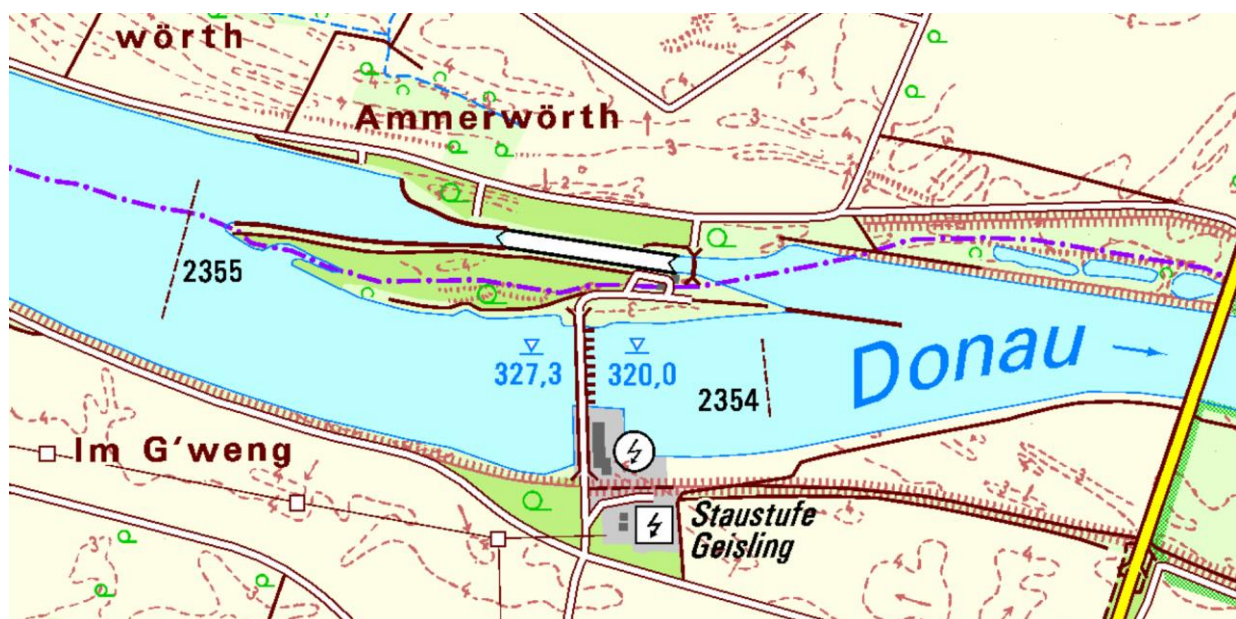 wörth
Ammerwörth
2355
327,3
320,0
2354
Donau
Im G'weng
Staustufe
Geisling